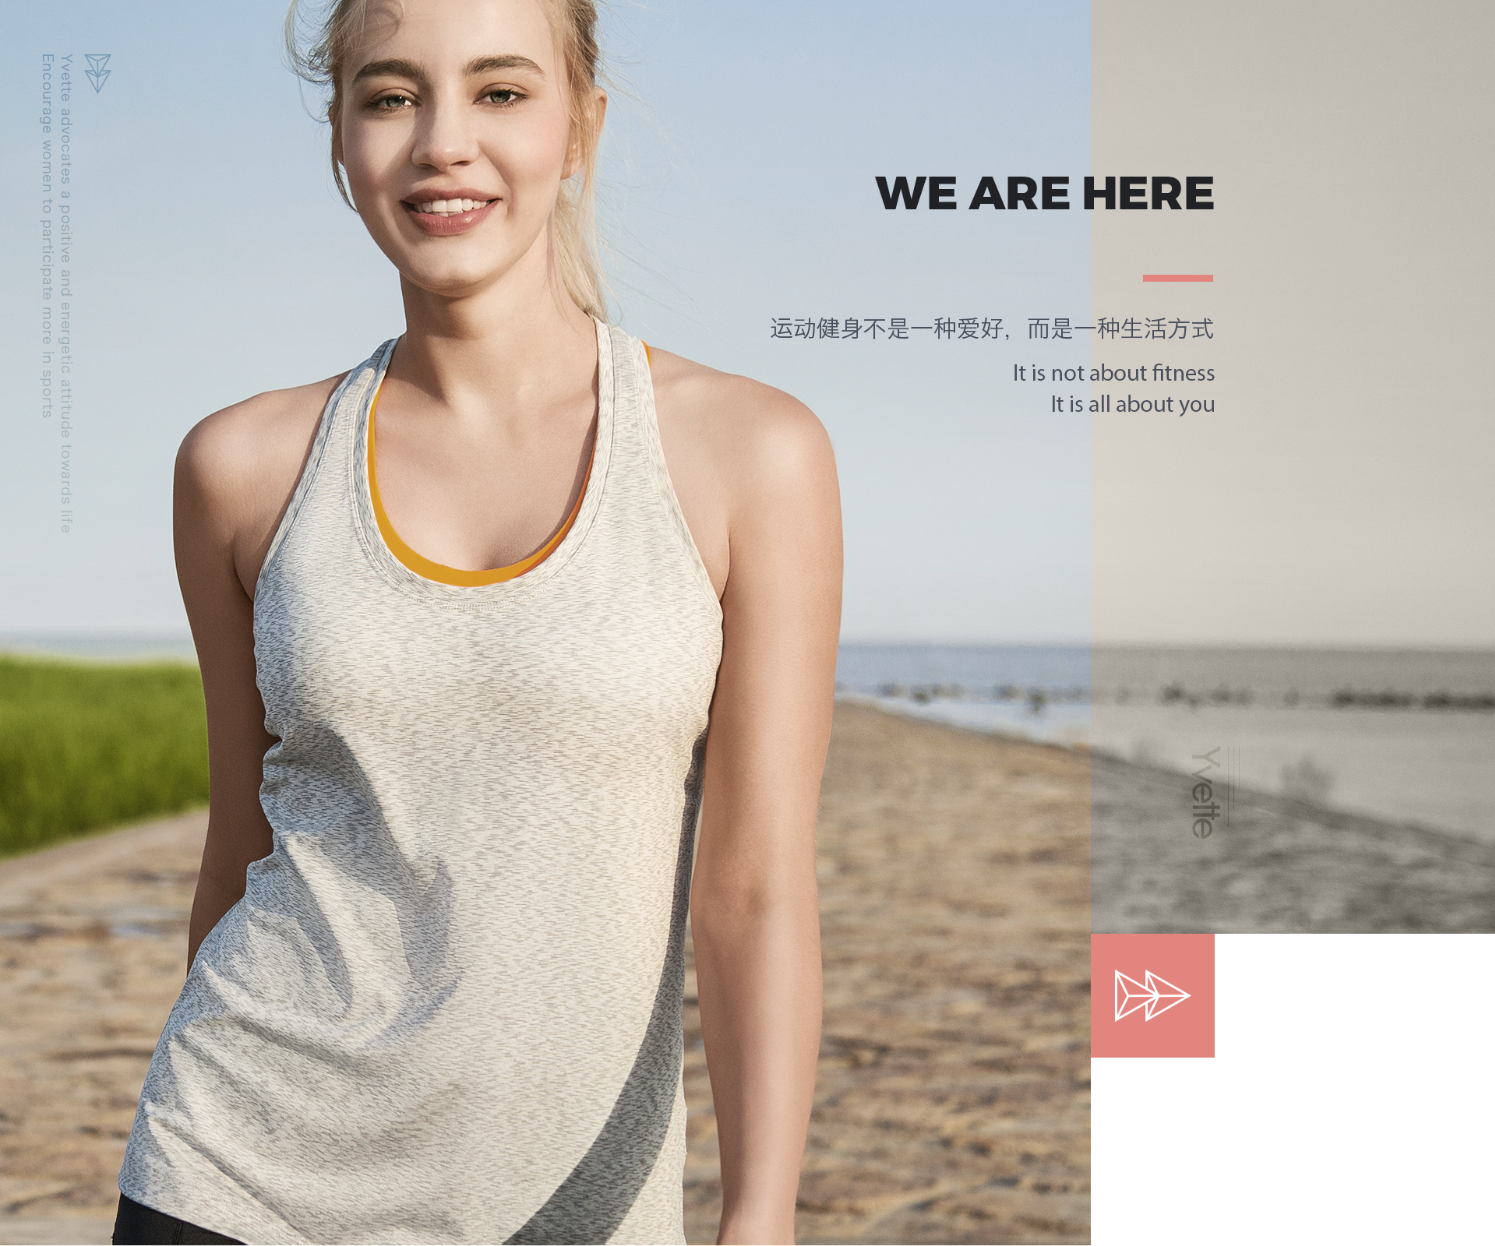 Yvette advocates a positive and energetic attitude towards life
Encourage women to participate more in sports
WE ARE HERE
运动健身不是一种爱好，而是一种生活方式
It is not about fitness
It is all about you
Yvette